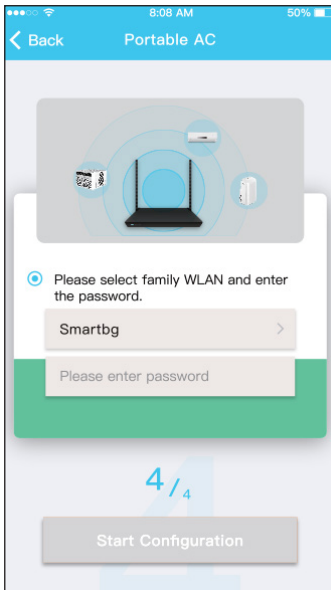 8:08 AM
50%
Back
Portable AC
Please select family WLAN and enter
the password.
Smartbg
Please enter password
4/4
Start Configuration